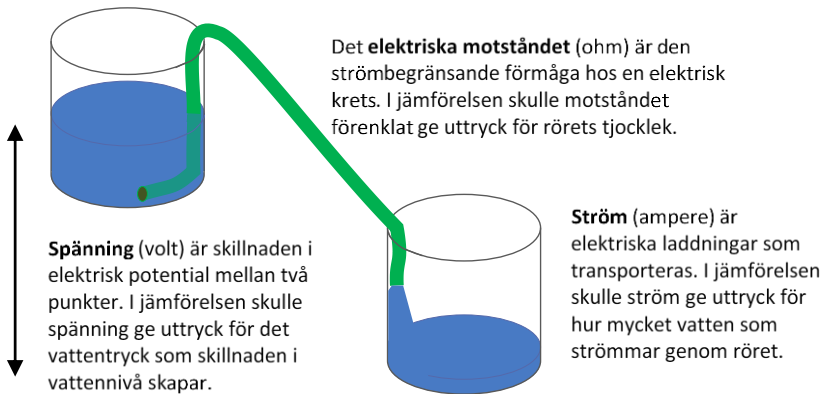 Det elektriska motståndet (ohm) är den
strömbegränsande förmåga hos en elektrisk
krets. I jämförelsen skulle motståndet
förenklat ge uttryck för rörets tjocklek.
Spänning (volt) är skillnaden i
elektrisk potential mellan två
punkter. I jämförelsen skulle
spänning ge uttryck för det
vattentryck som skillnaden i
vattennivå skapar.
Ström (ampere) är
elektriska laddningar som
transporteras. I jämförelsen
skulle ström ge uttryck för
hur mycket vatten som
strömmar genom röret.